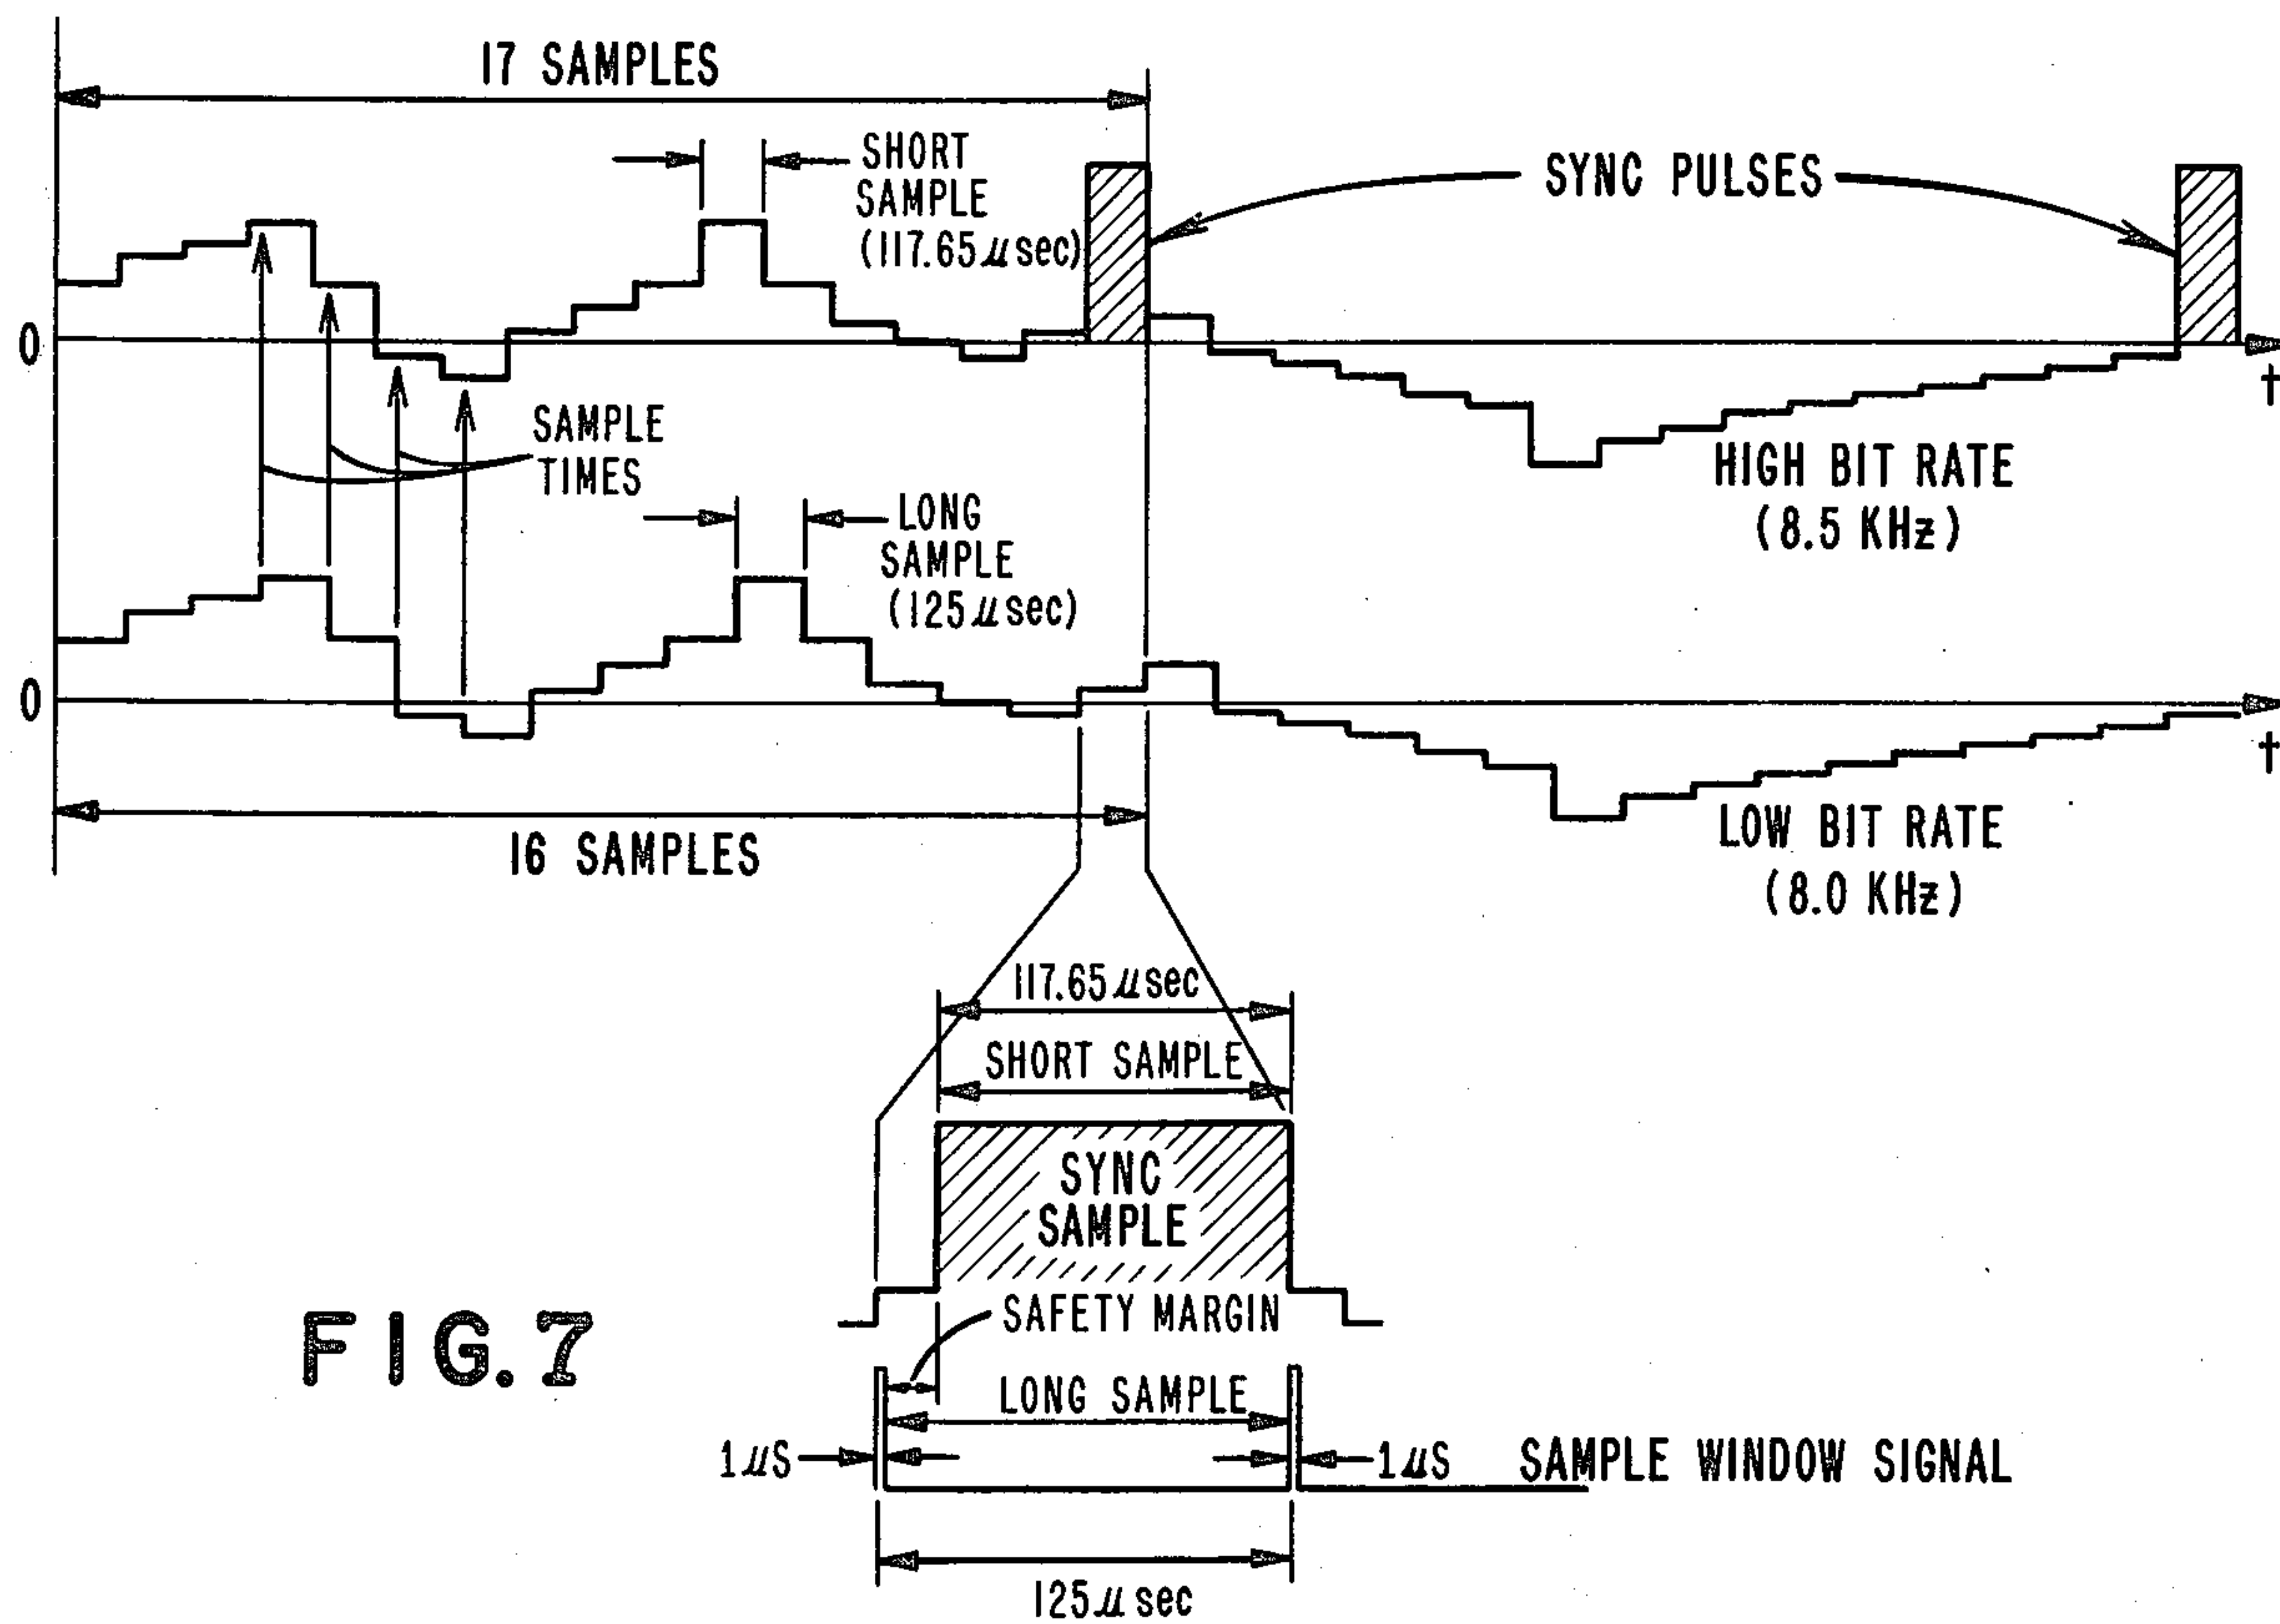 17 SAMPLES
SHORT
SAMPLE
(117.65 μsec)
SYNC PULSES
0
t
SAMPLE
TIMES
HIGH BIT RATE
(8.5 KHz)
LONG
SAMPLE
(125 μsec)
0
t
16 SAMPLES
LOW BIT RATE
(8.0 KHz)
117.65 μsec
SHORT SAMPLE
SYNC
SAMPLE
SAFETY MARGIN
FIG. 7
LONG SAMPLE
1 μS
1 μS
SAMPLE WINDOW SIGNAL
125 μsec